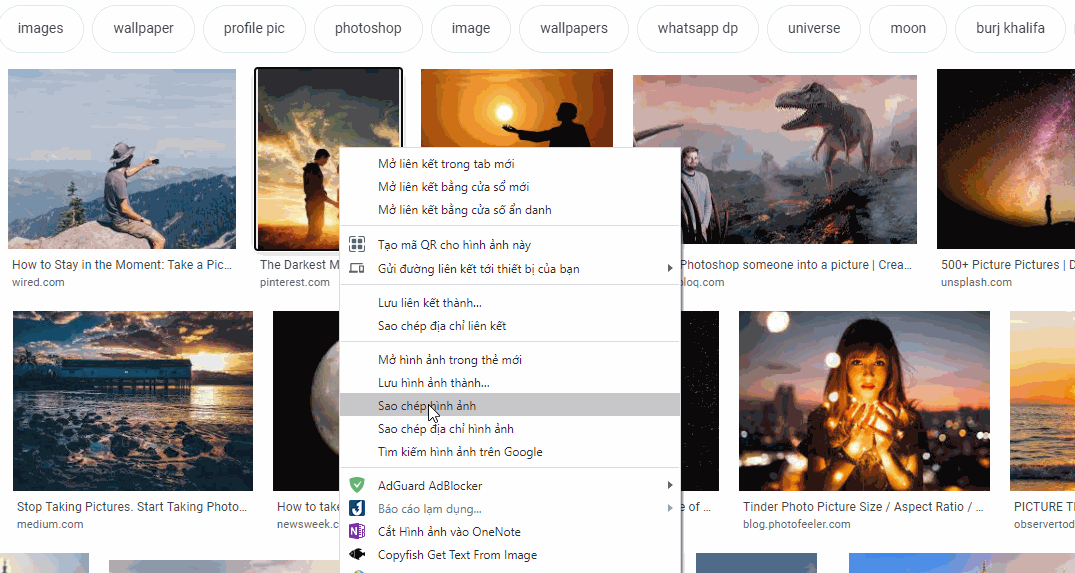 images
wallpaper
profile pic
photoshop
image
wallpapers
whatsapp dp
universe
moon
burj khalifa
Mở liên kết trong tab mới
Mở liên kết bằng cửa sổ mới
Mở liên kết bằng cửa sổ ẩn danh
Tạo mã QR cho hình ảnh này
Gửi đường liên kết tới thiết bị của bạn
Lưu liên kết thành...
Sao chép địa chỉ liên kết
Mở hình ảnh trong thẻ mới
Lưu hình ảnh thành...
Sao chép hình ảnh
Sao chép địa chỉ hình ảnh
Tìm kiếm hình ảnh trên Google
AdGuard AdBlocker
Báo cáo lạm dụng...
Cắt Hình ảnh vào OneNote
Copyfish Get Text From Image
How to Stay in the Moment: Take a Pic...
wired.com
The Darkest M
pinterest.com
Photoshop someone into a picture | Crea...
500+ Picture Pictures | D
unsplash.com
Stop Taking Pictures. Start Taking Photo...
medium.com
How to take
newsweek.c
e of ...
Tinder Photo Picture Size / Aspect Ratio / ...
blog.photofeeler.com
PICTURE T
observertod